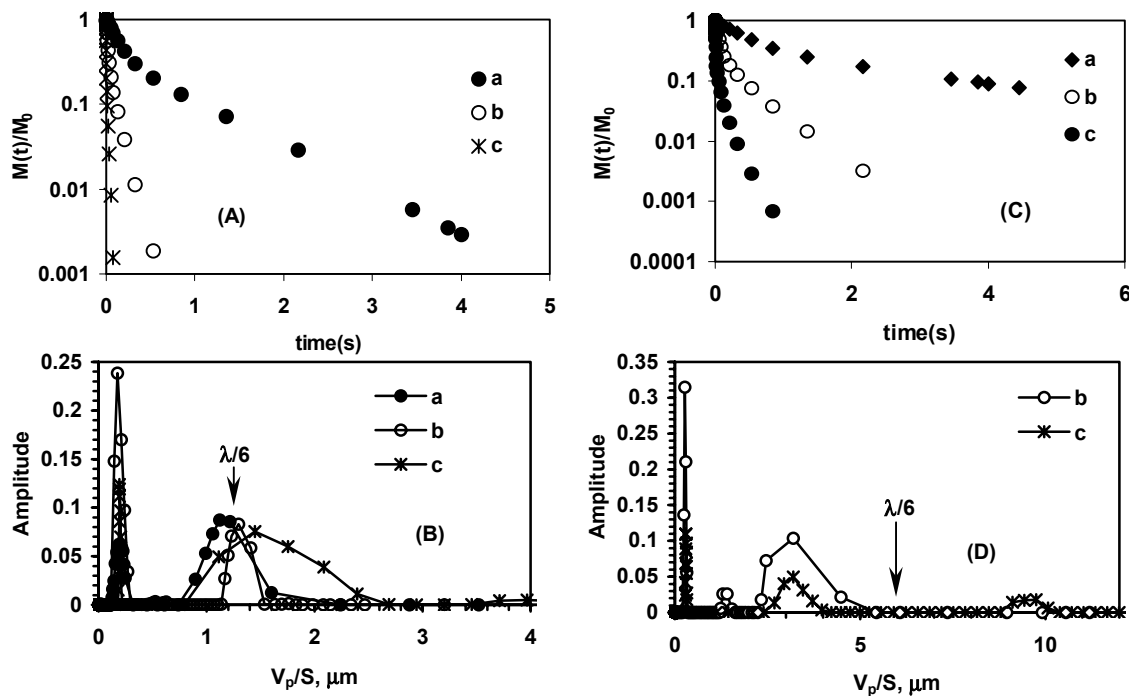 1
0.1
0.01
0.001
M(t)/M0
a
b
c
(A)
0 1 2 3 4 5
time(s)
1
0.1
0.01
0.001
0.0001
M(t)/M0
a
b
c
(C)
0 2 4 6
time(s)
0.25
0.2
0.15
0.1
0.05
0
Amplitude
a
b
c
λ/6
(B)
0 1 2 3 4
Vp/S, μm
0.35
0.3
0.25
0.2
0.15
0.1
0.05
0
Amplitude
b
c
λ/6
(D)
0 5 10
Vp/S, μm